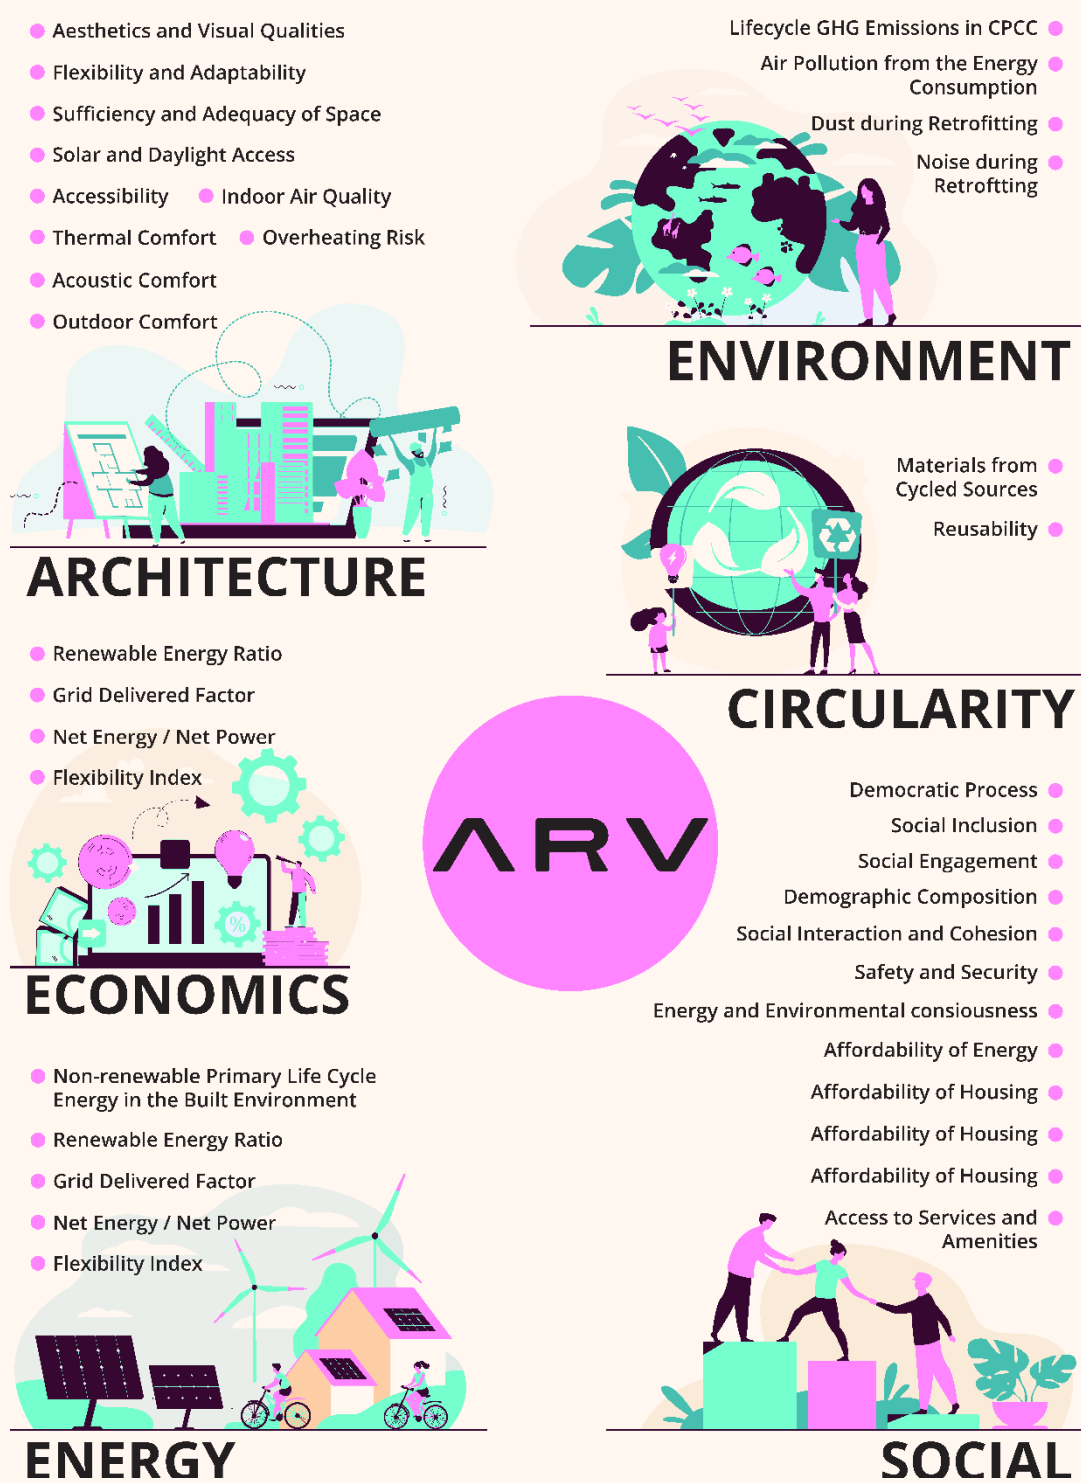 Aesthetics and Visual Qualities
Flexibility and Adaptability
Sufficiency and Adequacy of Space
Solar and Daylight Access
Accessibility
Indoor Air Quality
Thermal Comfort
Overheating Risk
Acoustic Comfort
Outdoor Comfort
ARCHITECTURE
Lifecycle GHG Emissions in CPCC
Air Pollution from the Energy
Consumption
Dust during Retrofitting
Noise during
Retroftting
ENVIRONMENT
Materials from
Cycled Sources
Reusability
CIRCULARITY
Renewable Energy Ratio
Grid Delivered Factor
Net Energy / Net Power
Flexibility Index
%
ECONOMICS
ARV
Democratic Process
Social Inclusion
Social Engagement
Demographic Composition
Social Interaction and Cohesion
Safety and Security
Energy and Environmental consiousness
Affordability of Energy
Affordability of Housing
Affordability of Housing
Affordability of Housing
Access to Services and
Amenities
SOCIAL
Non-renewable Primary Life Cycle
Energy in the Built Environment
Renewable Energy Ratio
Grid Delivered Factor
Net Energy / Net Power
Flexibility Index
ENERGY